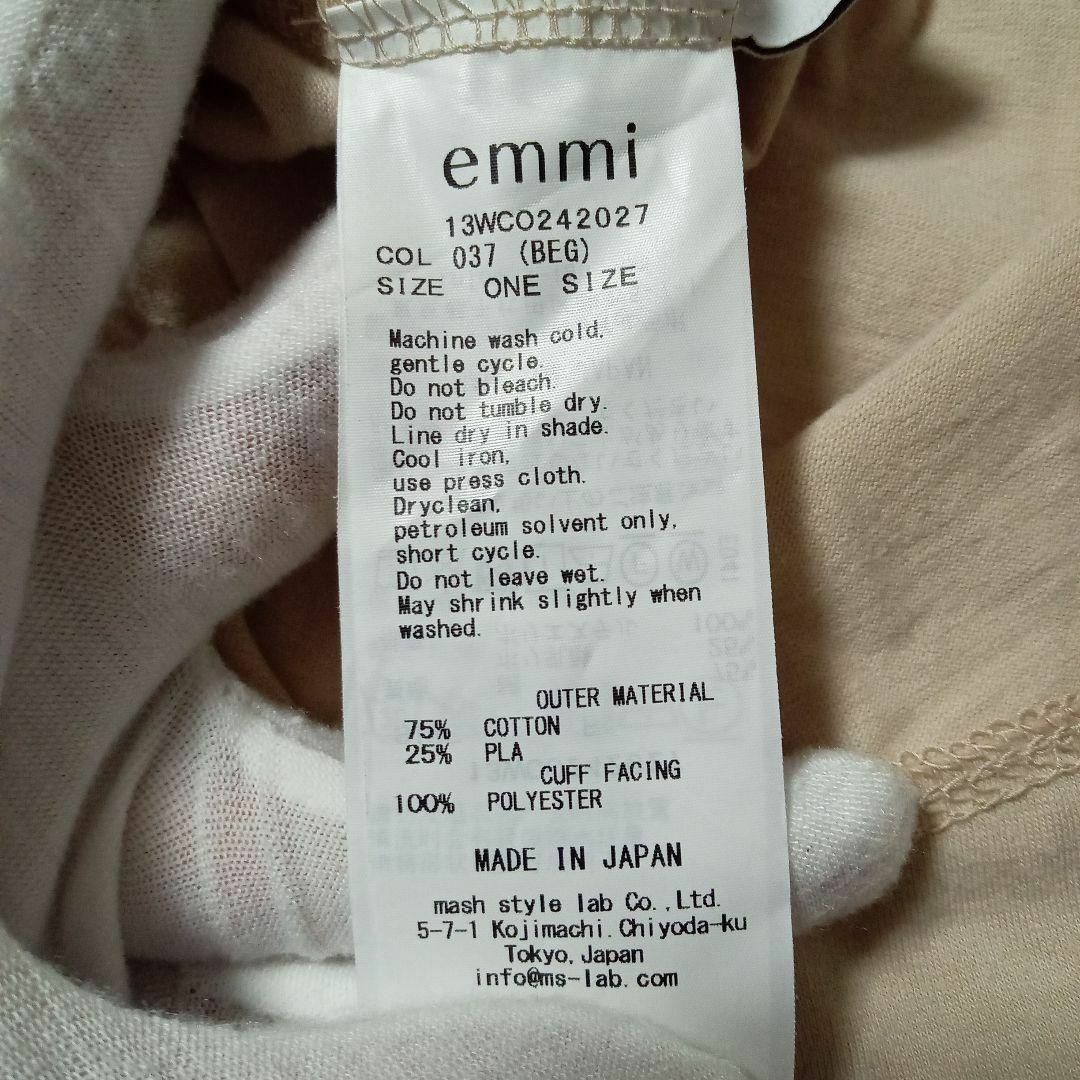 emmi
13WCO242027
COL 037 (BEG)
SIZE ONE SIZE
Machine wash cold.
gentle cycle.
Do not bleach.
Do not tumble dry.
Line dry in shade.
Cool iron,
use press cloth.
Dryclean,
petroleum solvent only,
short cycle.
Do not leave wet.
May shrink slightly when
washed.
OUTER MATERIAL
75% COTTON
25% PLA
CUFF FACING
100% POLYESTER
MADE IN JAPAN
mash style lab Co.,Ltd.
5-7-1 Kojimachi.Chiyoda-ku
Tokyo,Japan
info@ms-lab.com